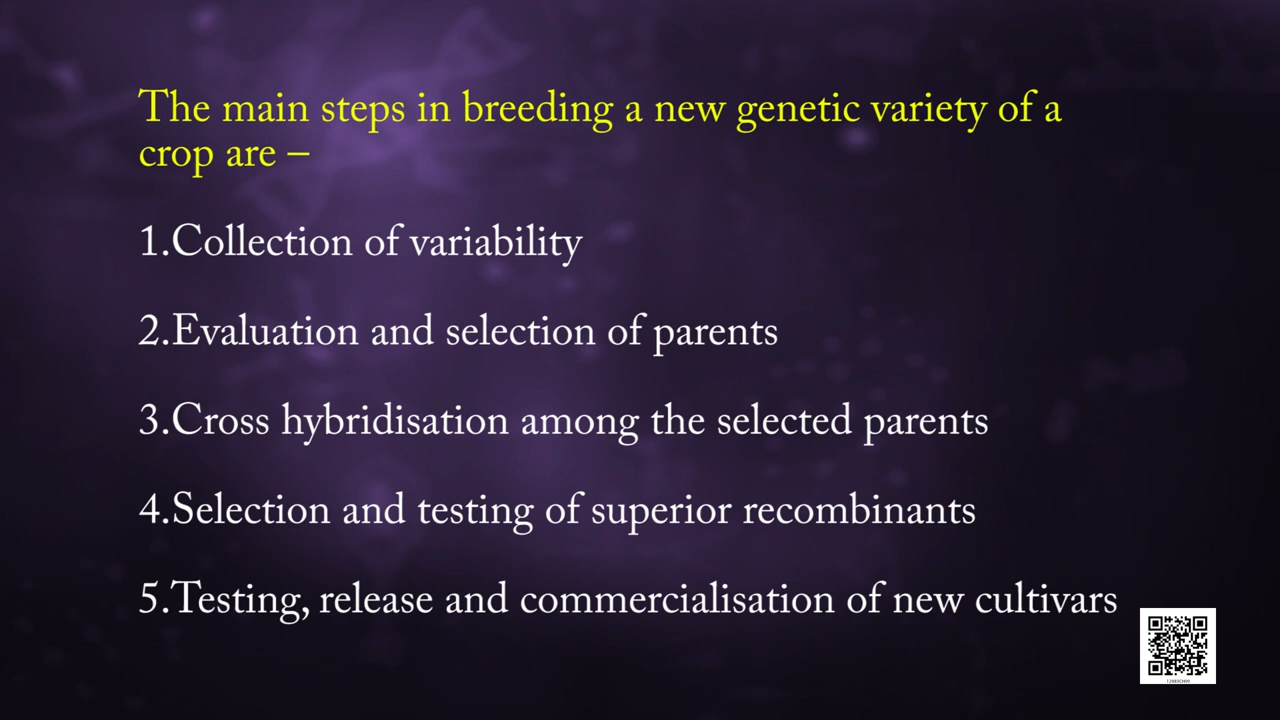 The main steps in breeding a new genetic variety of a
crop are –
1.Collection of variability
2.Evaluation and selection of parents
3.Cross hybridisation among the selected parents
4.Selection and testing of superior recombinants
5.Testing, release and commercialisation of new cultivars